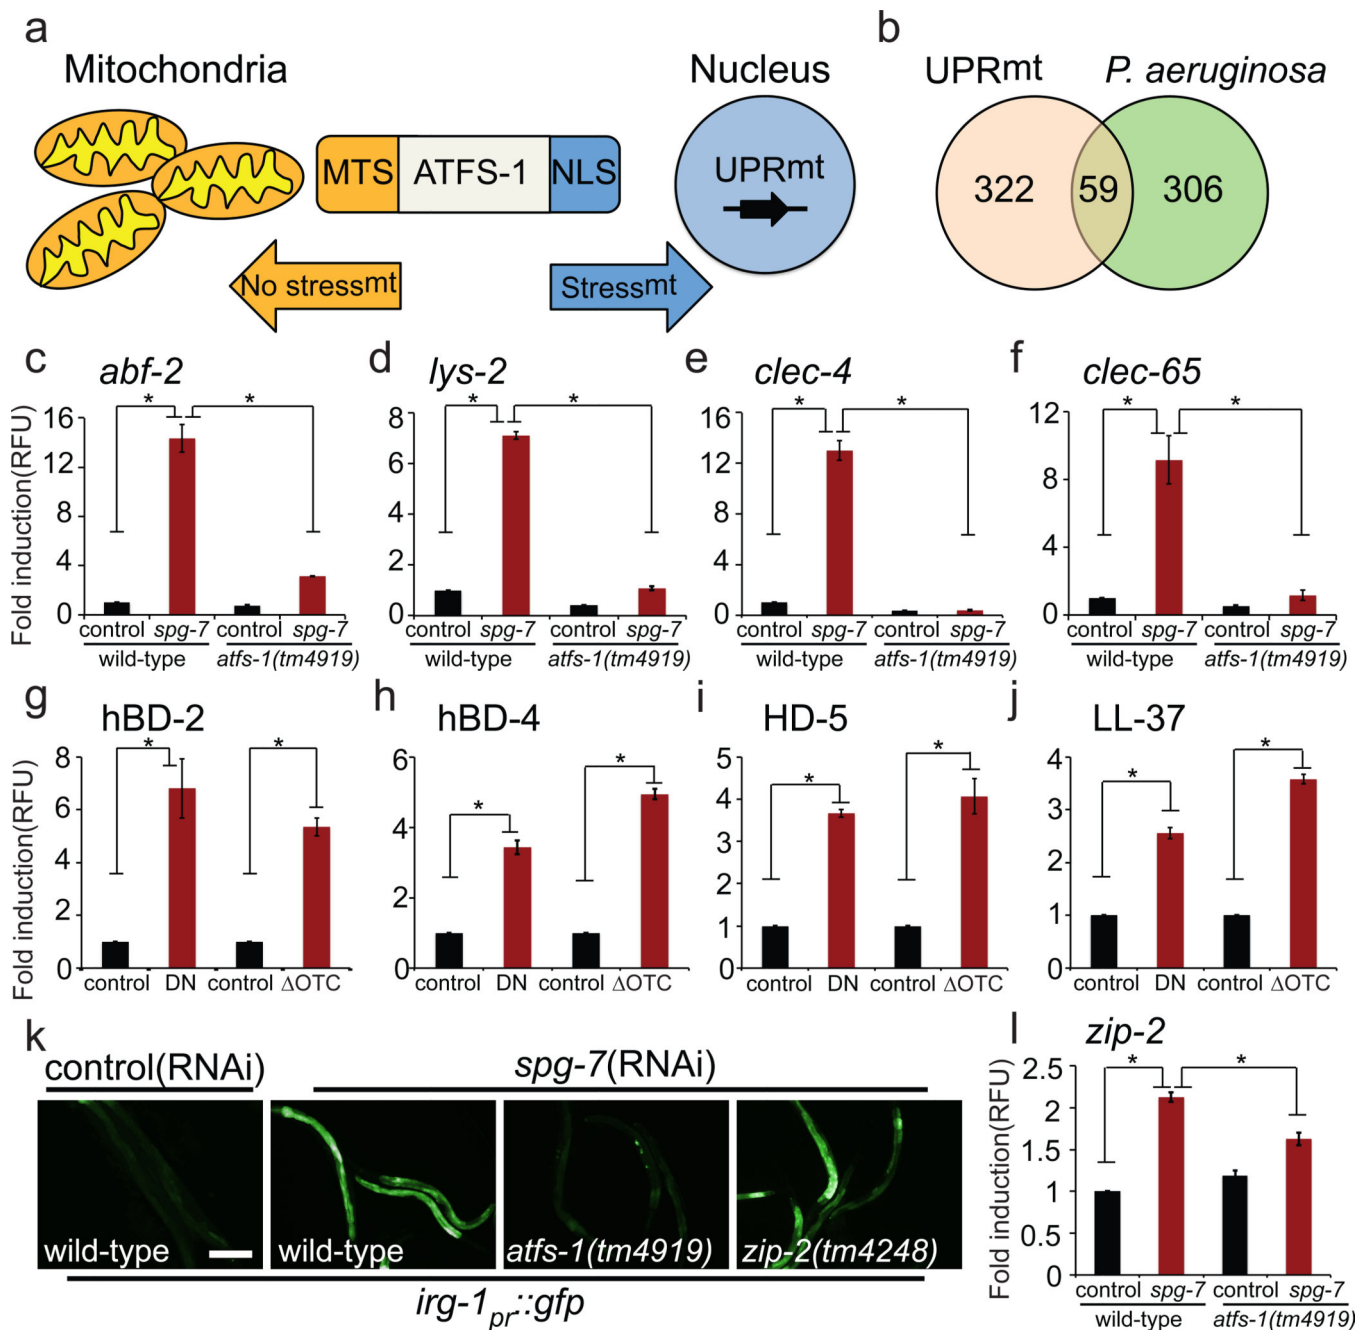 a
Mitochondria
Nucleus
MTS
ATFS-1
NLS
UPRmt
No stressmt
Stressmt
b
UPRmt
P. aeruginosa
322
59
306
c
abf-2
Fold induction(RFU)
16
12
8
4
0
*
*
control
spg-7
control
spg-7
wild-type
atfs-1(tm4919)
d
lys-2
8
6
4
2
0
*
*
control
spg-7
control
spg-7
wild-type
atfs-1(tm4919)
e
clec-4
16
12
8
4
0
*
*
control
spg-7
control
spg-7
wild-type
atfs-1(tm4919)
f
clec-65
12
8
4
0
*
*
control
spg-7
control
spg-7
wild-type
atfs-1(tm4919)
g
hBD-2
Fold induction(RFU)
8
6
4
2
0
*
*
control
DN
control
ΔOTC
h
hBD-4
6
4
2
0
*
*
control
DN
control
ΔOTC
i
HD-5
5
4
3
2
1
0
*
*
control
DN
control
ΔOTC
j
LL-37
4
3
2
1
0
*
*
control
DN
control
ΔOTC
k
control(RNAi)
spg-7(RNAi)
wild-type
wild-type
atfs-1(tm4919)
zip-2(tm4248)
irg-1pr::gfp
l
zip-2
Fold induction(RFU)
2.5
2
1.5
1
0.5
0
*
*
control
spg-7
control
spg-7
wild-type
atfs-1(tm4919)